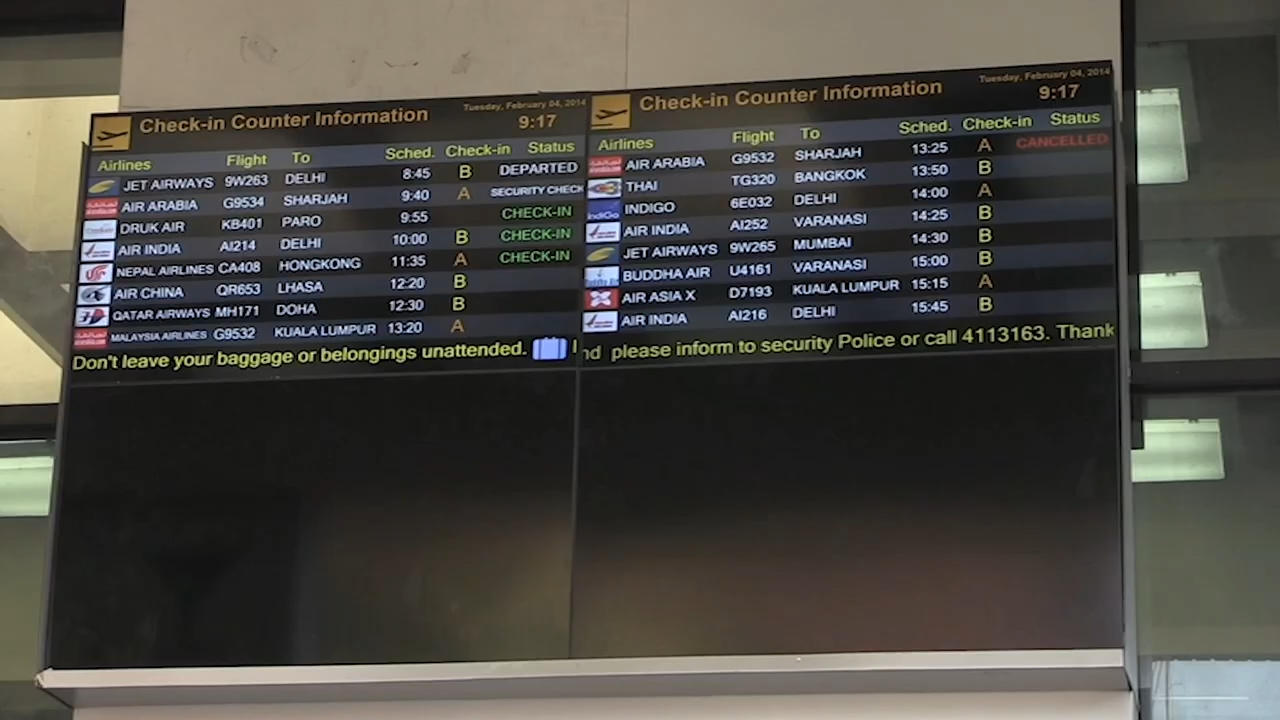 Tuesday, February 04, 2014
Check-in Counter Information 9:17
Airlines Flight To Sched. Check-in Status
JET AIRWAYS 9W263 DELHI 8:45 B DEPARTED
AIR ARABIA G9534 SHARJAH 9:40 A SECURITY CHECK
DRUK AIR KB401 PARO 9:55 CHECK-IN
AIR INDIA AI214 DELHI 10:00 B CHECK-IN
NEPAL AIRLINES CA408 HONGKONG 11:35 A CHECK-IN
AIR CHINA QR653 LHASA 12:20 B
QATAR AIRWAYS MH171 DOHA 12:30 B
MALAYSIA AIRLINES G9532 KUALA LUMPUR 13:20 A
Don't leave your baggage or belongings unattended.
Tuesday, February 04, 2014
Check-in Counter Information 9:17
Airlines Flight To Sched. Check-in Status
AIR ARABIA G9532 SHARJAH 13:25 A CANCELLED
THAI TG320 BANGKOK 13:50 B
IndiGo INDIGO 6E032 DELHI 14:00 A
AIR INDIA AI252 VARANASI 14:25 B
JET AIRWAYS 9W265 MUMBAI 14:30 B
BUDDHA AIR U4161 VARANASI 15:00 B
AIR ASIA X D7193 KUALA LUMPUR 15:15 A
AIR INDIA AI216 DELHI 15:45 B
nd please inform to security Police or call 4113163. Thank